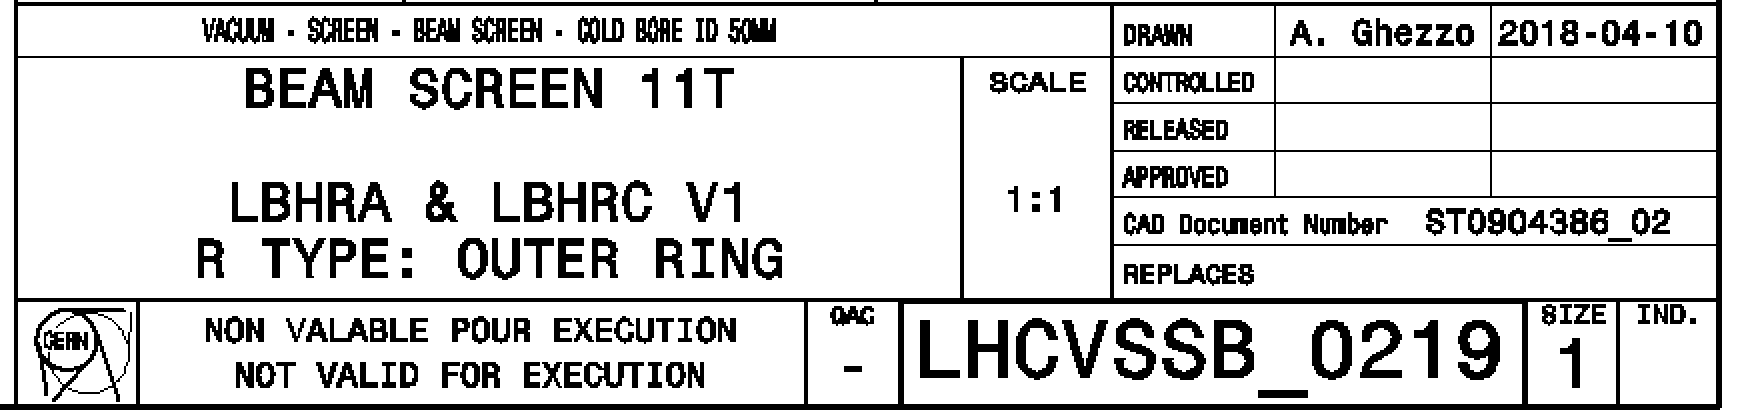 VACUUM - SCREEN - BEAM SCREEN - COLD BORE ID 50MM
BEAM SCREEN 11T
LBHRA & LBHRC V1
R TYPE: OUTER RING
SCALE
1:1
DRAWN A. Ghezzo 2018-04-10
CONTROLLED
RELEASED
APPROVED
CAD Document Number ST0904386_02
REPLACES
CERN
NON VALABLE POUR EXECUTION
NOT VALID FOR EXECUTION
QAC
-
LHCVSSB_0219
SIZE
1
IND.